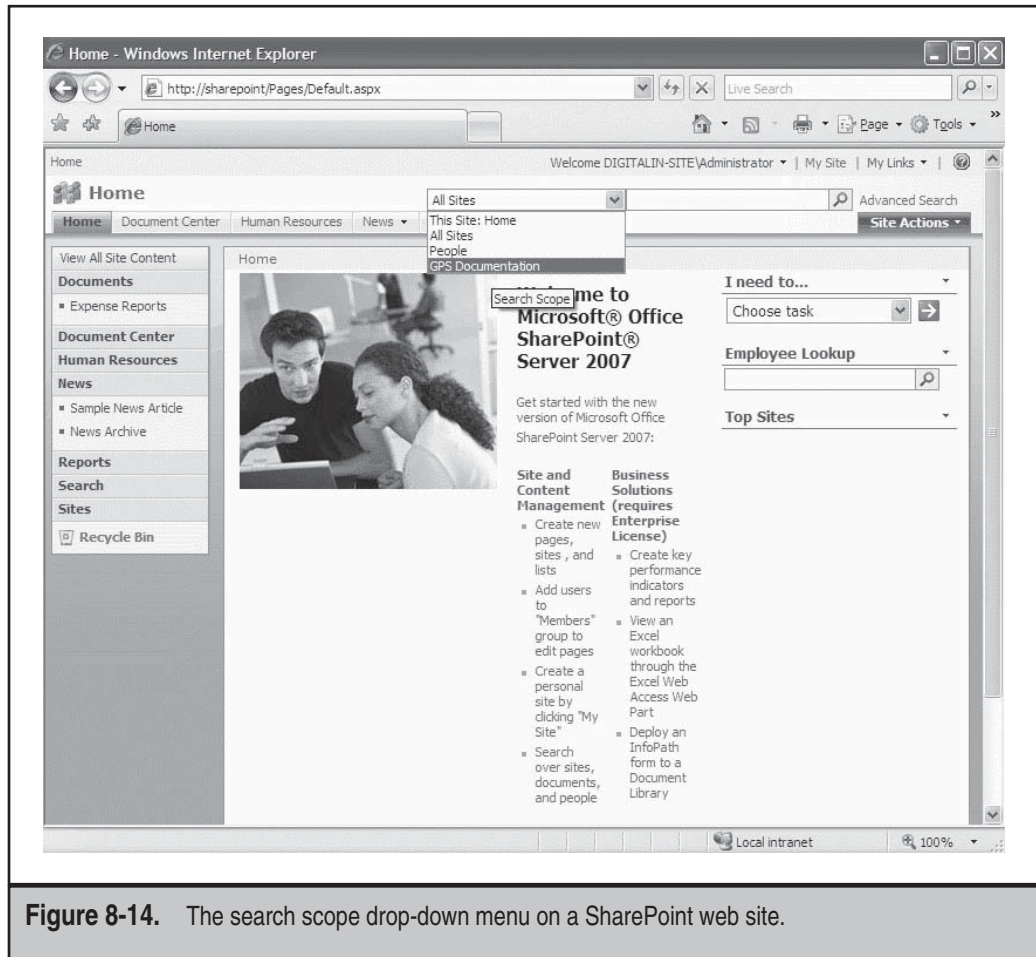 Home - Windows Internet Explorer
http://sharepoint/Pages/Default.aspx
Live Search
Home
Page
Tools
Home
Welcome DIGITALIN-SITE\Administrator | My Site | My Links
Home
All Sites
Advanced Search
Home Document Center Human Resources News
Site Actions
This Site: Home
All Sites
People
GPS Documentation
Search Scope
View All Site Content
Documents
Expense Reports
Document Center
Human Resources
News
Sample News Article
News Archive
Reports
Search
Sites
Recycle Bin
Home
Welcome to
Microsoft® Office
SharePoint®
Server 2007
Get started with the new
version of Microsoft Office
SharePoint Server 2007:
Site and
Content
Management
Create new
pages,
sites , and
lists
Add users
to
"Members"
group to
edit pages
Create a
personal
site by
clicking "My
Site"
Search
over sites,
documents,
and people
Business
Solutions
(requires
Enterprise
License)
Create key
performance
indicators
and reports
View an
Excel
workbook
through the
Excel Web
Access Web
Part
Deploy an
InfoPath
form to a
Document
Library
I need to...
Choose task
Employee Lookup
Top Sites
Local intranet
100%
Figure 8-14. The search scope drop-down menu on a SharePoint web site.